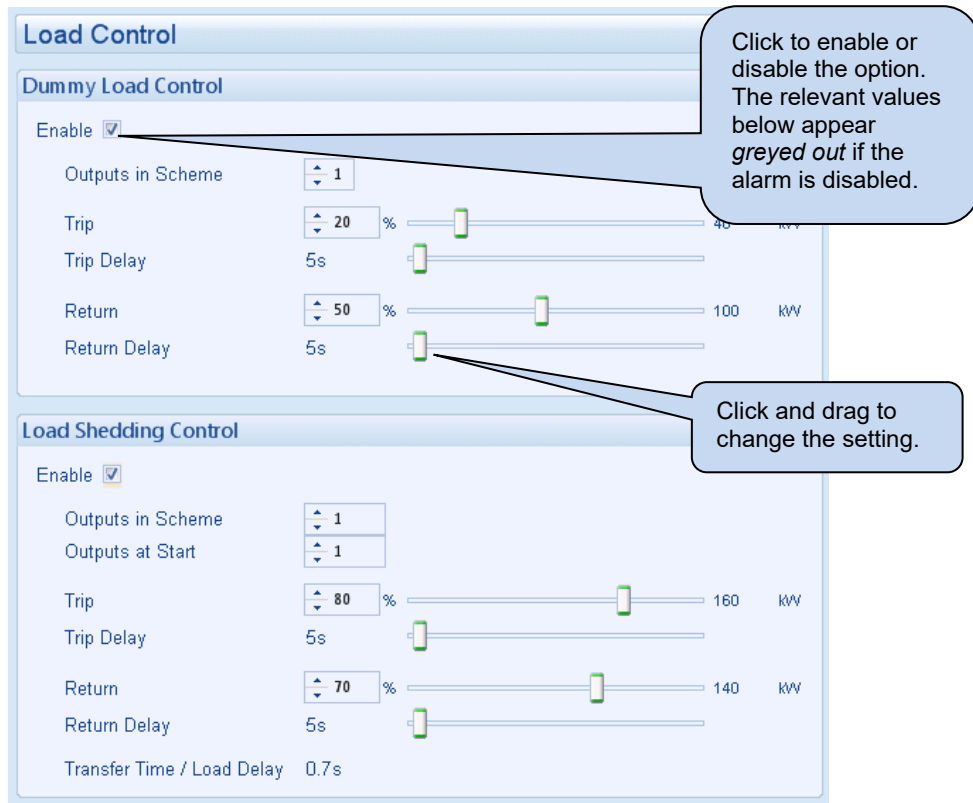 Load Control
Dummy Load Control
Enable
Outputs in Scheme 1
Trip 20 %
Trip Delay 5s
Return 50 % 100 kW
Return Delay 5s
Load Shedding Control
Enable
Outputs in Scheme 1
Outputs at Start 1
Trip 80 % 160 kW
Trip Delay 5s
Return 70 % 140 kW
Return Delay 5s
Transfer Time / Load Delay 0.7s
Click to enable or
disable the option.
The relevant values
below appear
greyed out if the
alarm is disabled.
Click and drag to
change the setting.